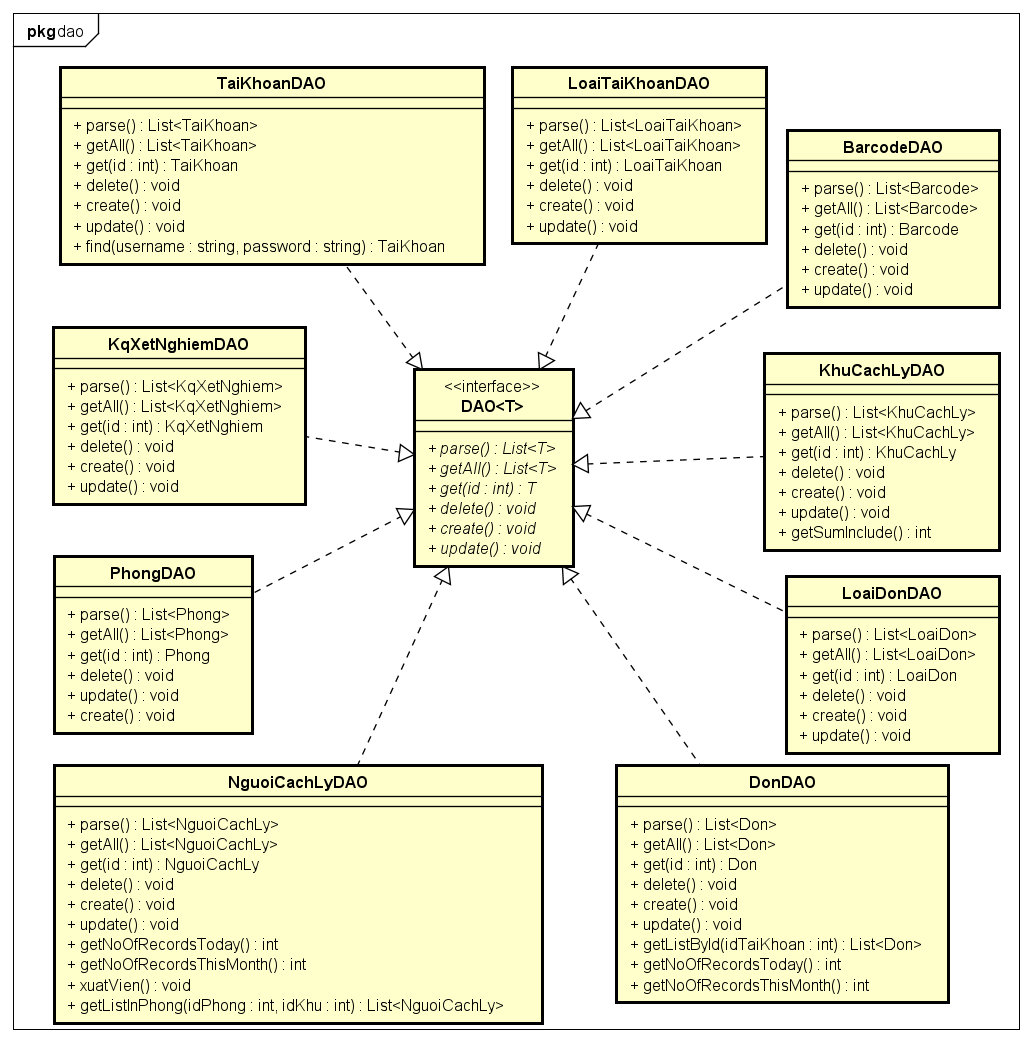 pkg dao
TaiKhoanDAO
+ parse() : List<TaiKhoan>
+ getAll() : List<TaiKhoan>
+ get(id : int) : TaiKhoan
+ delete() : void
+ create() : void
+ update() : void
+ find(username : string, password : string) : TaiKhoan
LoaiTaiKhoanDAO
+ parse() : List<LoaiTaiKhoan>
+ getAll() : List<LoaiTaiKhoan>
+ get(id : int) : LoaiTaiKhoan
+ delete() : void
+ create() : void
+ update() : void
BarcodeDAO
+ parse() : List<Barcode>
+ getAll() : List<Barcode>
+ get(id : int) : Barcode
+ delete() : void
+ create() : void
+ update() : void
KqXetNghiemDAO
+ parse() : List<KqXetNghiem>
+ getAll() : List<KqXetNghiem>
+ get(id : int) : KqXetNghiem
+ delete() : void
+ create() : void
+ update() : void
<<interface>>
DAO<T>
+ parse() : List<T>
+ getAll() : List<T>
+ get(id : int) : T
+ delete() : void
+ create() : void
+ update() : void
KhuCachLyDAO
+ parse() : List<KhuCachLy>
+ getAll() : List<KhuCachLy>
+ get(id : int) : KhuCachLy
+ delete() : void
+ create() : void
+ update() : void
+ getSumInclude() : int
PhongDAO
+ parse() : List<Phong>
+ getAll() : List<Phong>
+ get(id : int) : Phong
+ delete() : void
+ update() : void
+ create() : void
LoaiDonDAO
+ parse() : List<LoaiDon>
+ getAll() : List<LoaiDon>
+ get(id : int) : LoaiDon
+ delete() : void
+ create() : void
+ update() : void
NguoiCachLyDAO
+ parse() : List<NguoiCachLy>
+ getAll() : List<NguoiCachLy>
+ get(id : int) : NguoiCachLy
+ delete() : void
+ create() : void
+ update() : void
+ getNoOfRecordsToday() : int
+ getNoOfRecordsThisMonth() : int
+ xuatVien() : void
+ getListInPhong(idPhong : int, idKhu : int) : List<NguoiCachLy>
DonDAO
+ parse() : List<Don>
+ getAll() : List<Don>
+ get(id : int) : Don
+ delete() : void
+ create() : void
+ update() : void
+ getListById(idTaiKhoan : int) : List<Don>
+ getNoOfRecordsToday() : int
+ getNoOfRecordsThisMonth() : int